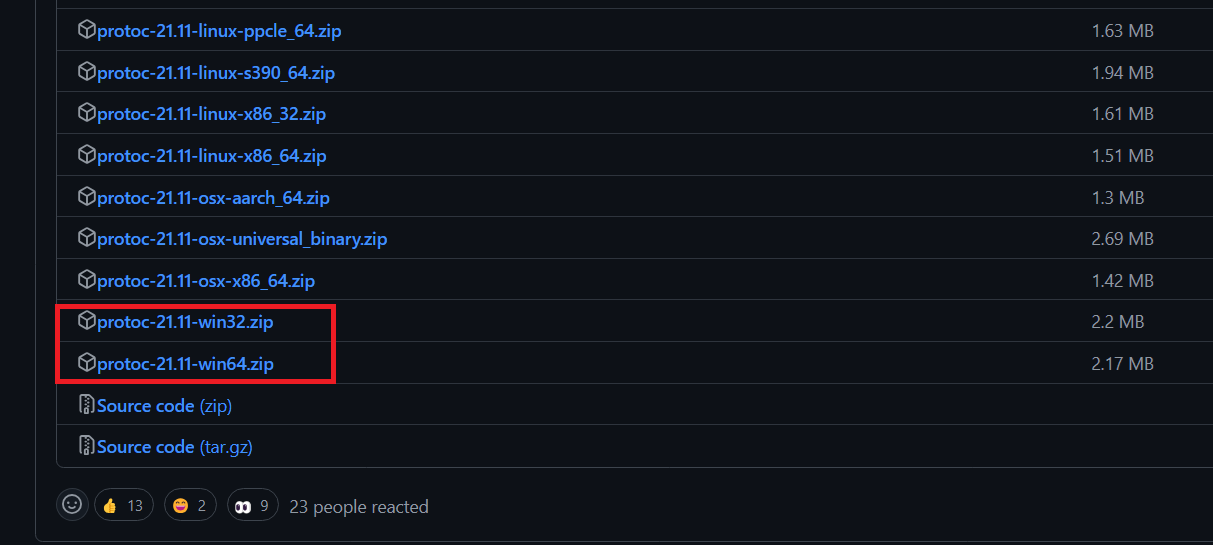 protoc-21.11-linux-ppcle_64.zip 1.63 MB
protoc-21.11-linux-s390_64.zip 1.94 MB
protoc-21.11-linux-x86_32.zip 1.61 MB
protoc-21.11-linux-x86_64.zip 1.51 MB
protoc-21.11-osx-aarch_64.zip 1.3 MB
protoc-21.11-osx-universal_binary.zip 2.69 MB
protoc-21.11-osx-x86_64.zip 1.42 MB
protoc-21.11-win32.zip 2.2 MB
protoc-21.11-win64.zip 2.17 MB
Source code (zip)
Source code (tar.gz)
13 2 9 23 people reacted